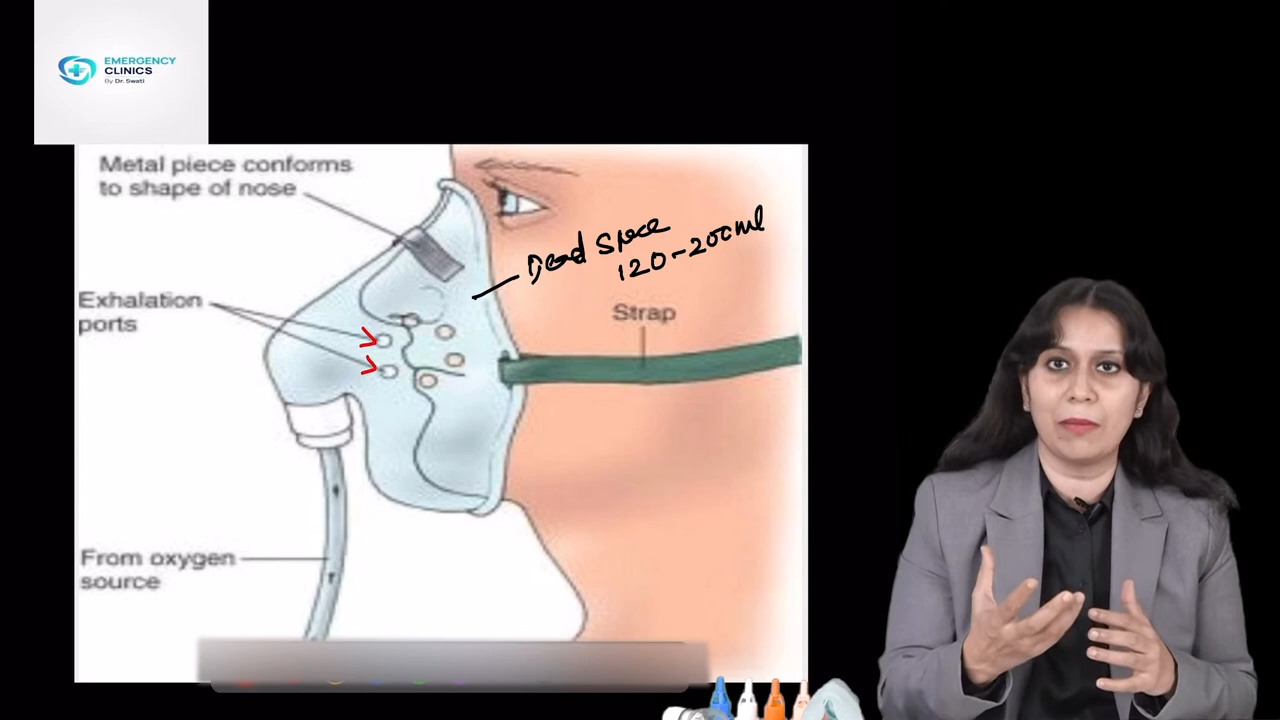 EMERGENCY
CLINICS
By Dr. Swati
Metal piece conforms
to shape of nose
Dead Space
120-200ml
Exhalation
ports
Strap
From oxygen
source